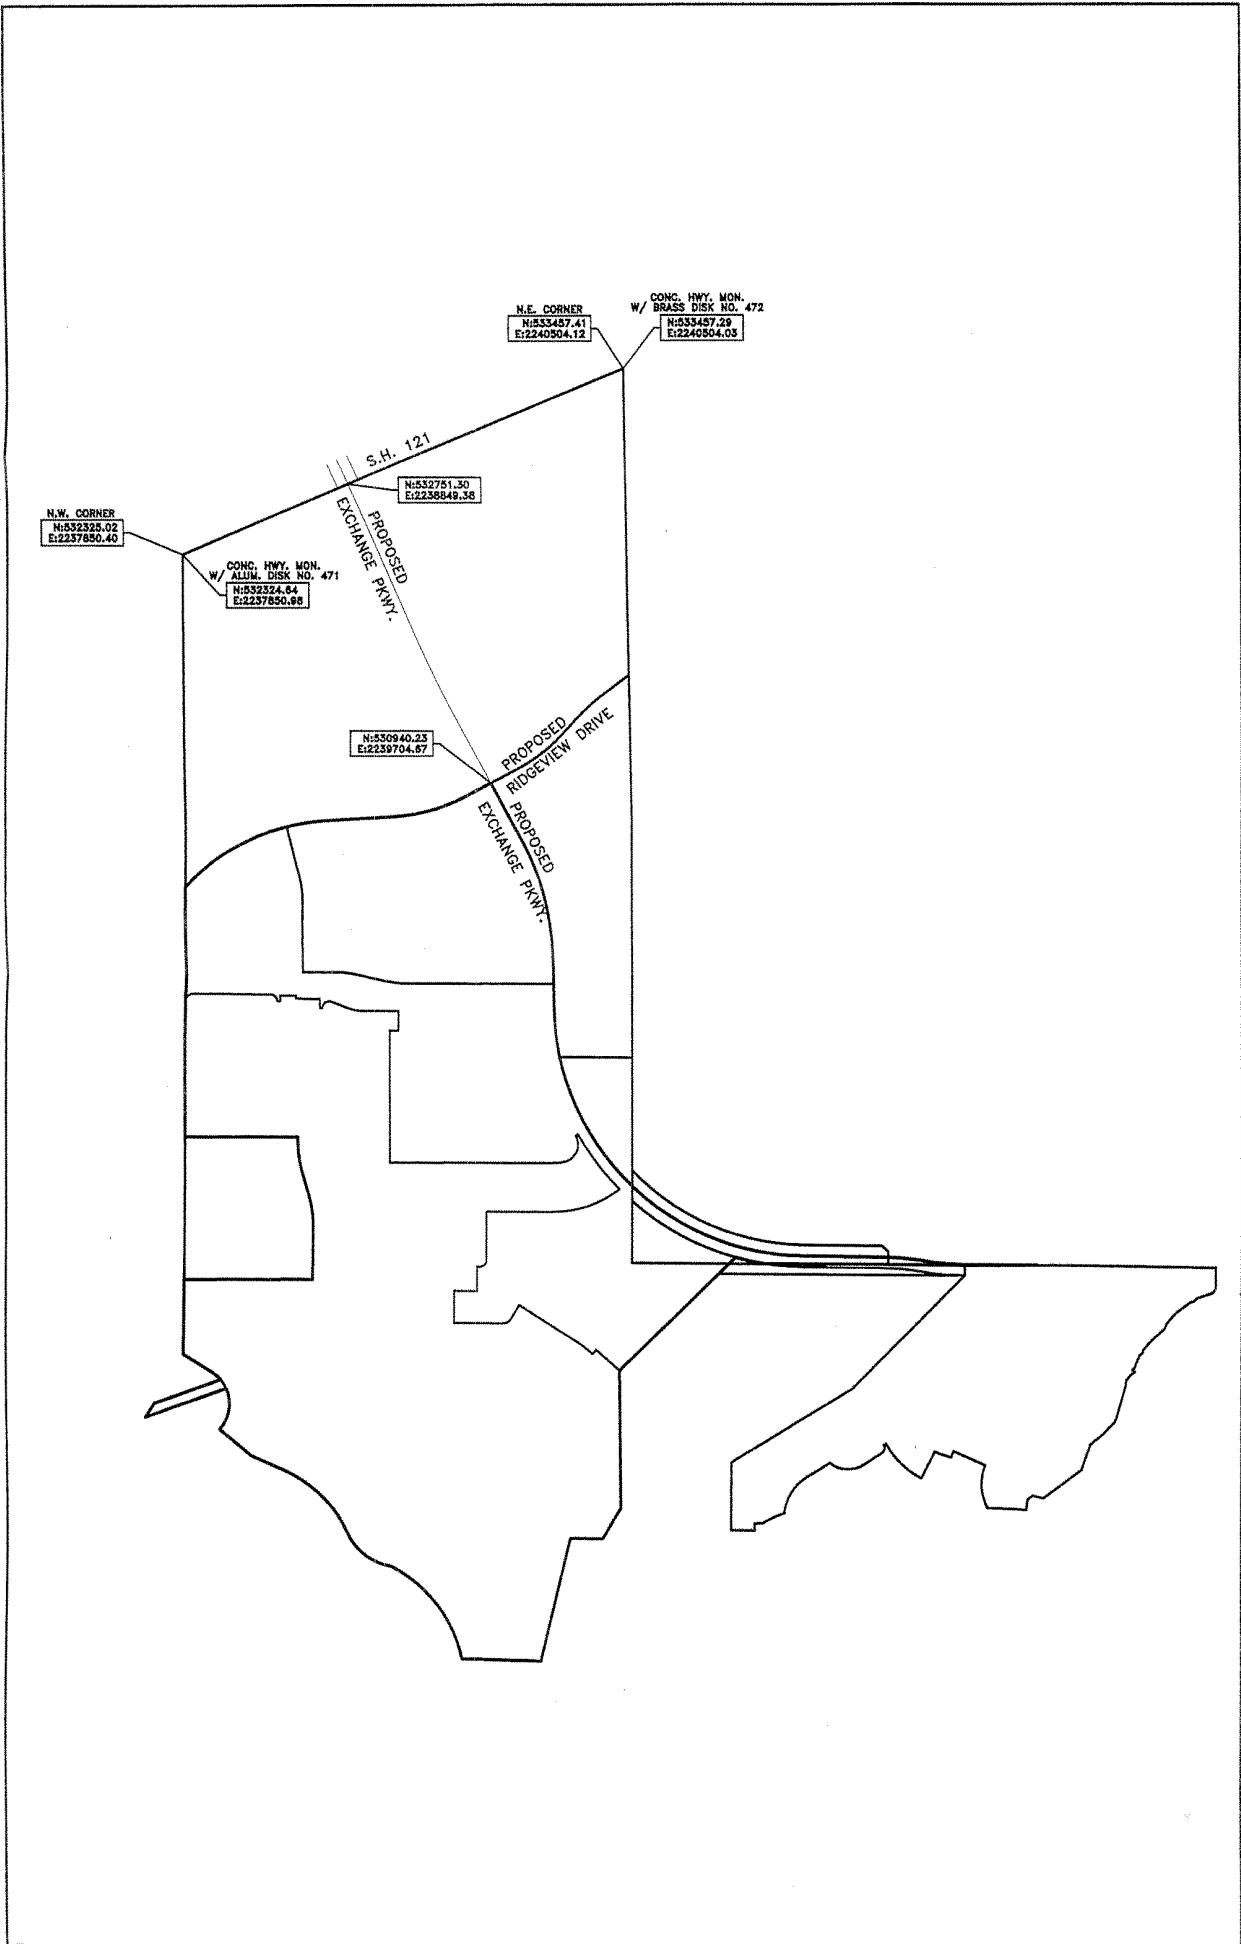 N.E. CORNER
N:533457.41
E:2240504.12
CONC. HWY. MON.
W/ BRASS DISK NO. 472
N:533457.29
E:2240504.03
S.H. 121
N:532751.30
E:2238849.38
N.W. CORNER
N:532325.02
E:2237850.40
CONC. HWY. MON.
W/ ALUM. DISK NO. 471
N:532324.64
E:2237850.98
PROPOSED
EXCHANGE PKWY.
N:530940.23
E:2239704.67
PROPOSED
RIDGEVIEW DRIVE
PROPOSED
EXCHANGE PKWY.